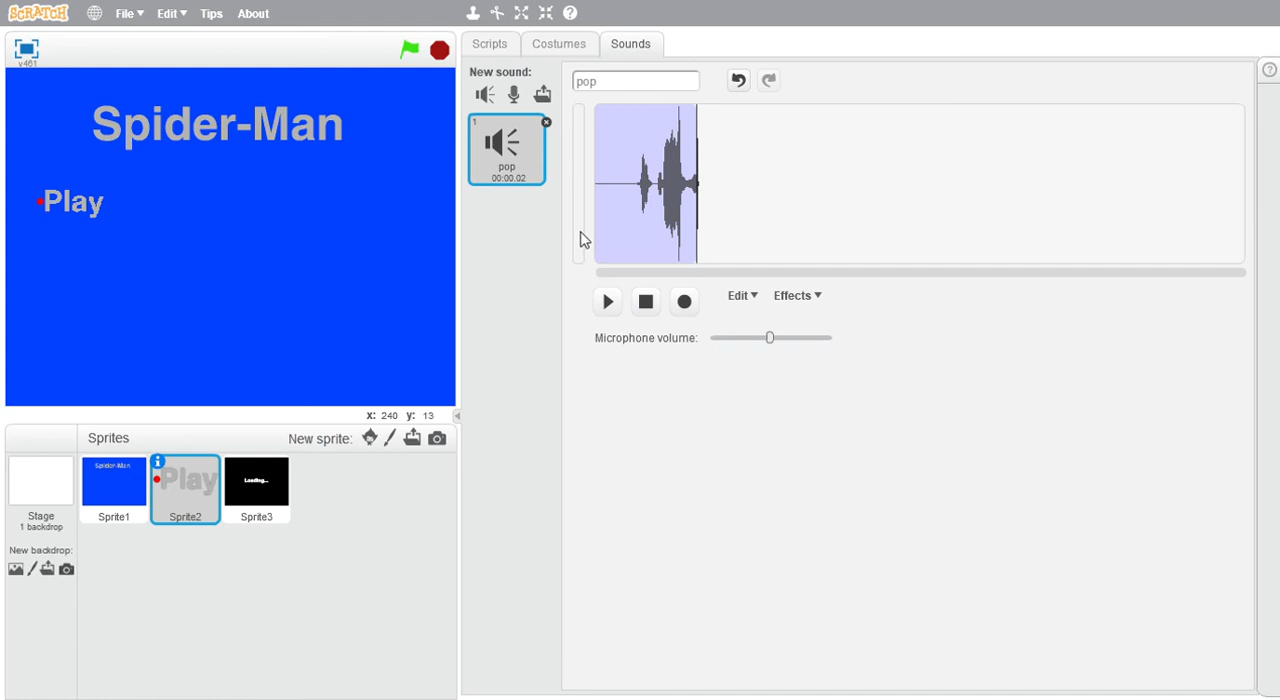 SCRATCH File Edit Tips About
v461
Scripts Costumes Sounds
New sound:
pop
1
pop
00:00.02
Edit Effects
Microphone volume:
Spider-Man
Play
x: 240 y: 13
Sprites New sprite:
Spider-Man
Play
Loading...
Stage
1 backdrop
Sprite1 Sprite2 Sprite3
New backdrop: